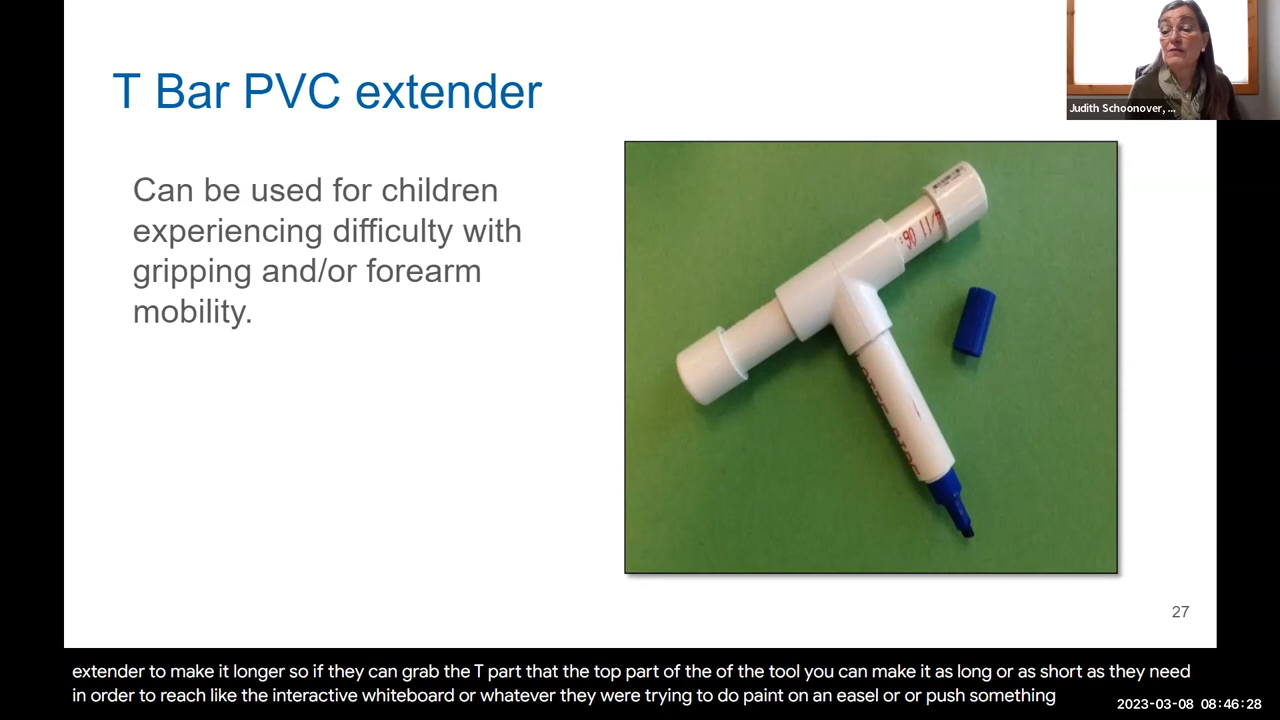 T Bar PVC extender
Judith Schoonover, ...
Can be used for children
experiencing difficulty with
gripping and/or forearm
mobility.
27
extender to make it longer so if they can grab the T part that the top part of the of the tool you can make it as long or as short as they need
in order to reach like the interactive whiteboard or whatever they were trying to do paint on an easel or or push something
2023-03-08 08:46:28